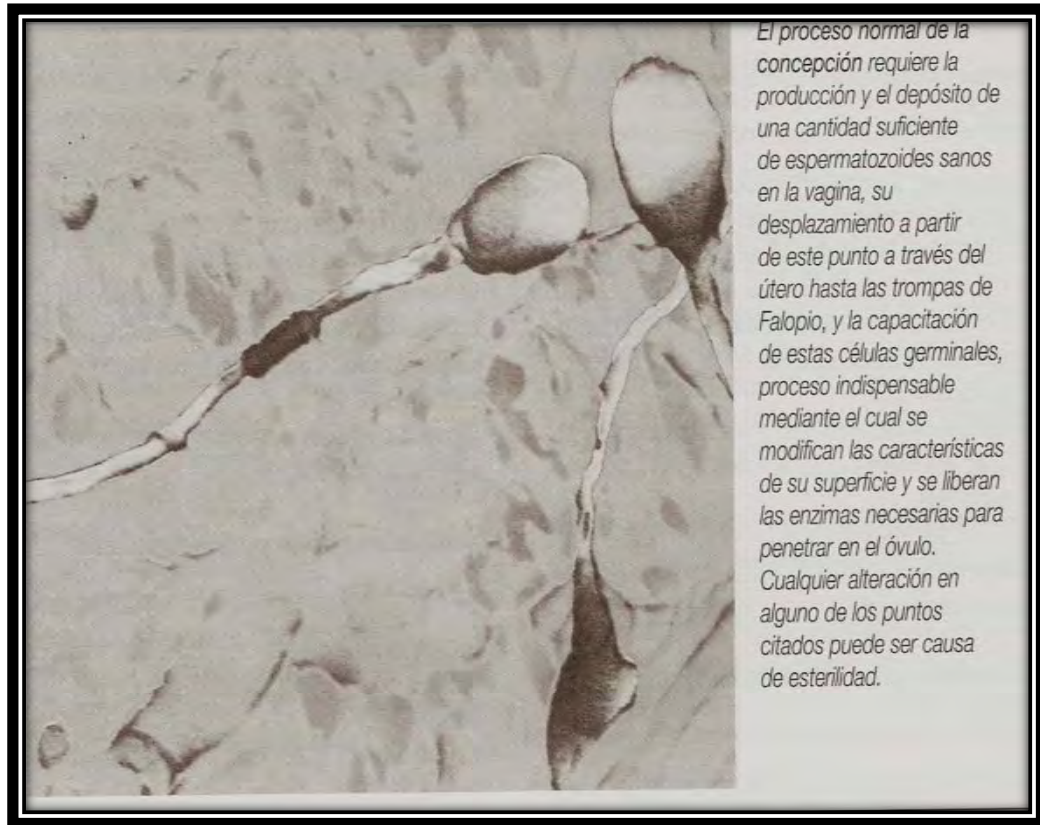 El proceso normal de la
concepción requiere la
producción y el depósito de
una cantidad suficiente
de espermatozoides sanos
en la vagina, su
desplazamiento a partir
de este punto a través del
útero hasta las trompas de
Falopio, y la capacitación
de estas células germinales,
proceso indispensable
mediante el cual se
modifican las características
de su superficie y se liberan
las enzimas necesarias para
penetrar en el óvulo.
Cualquier alteración en
alguno de los puntos
citados puede ser causa
de esterilidad.